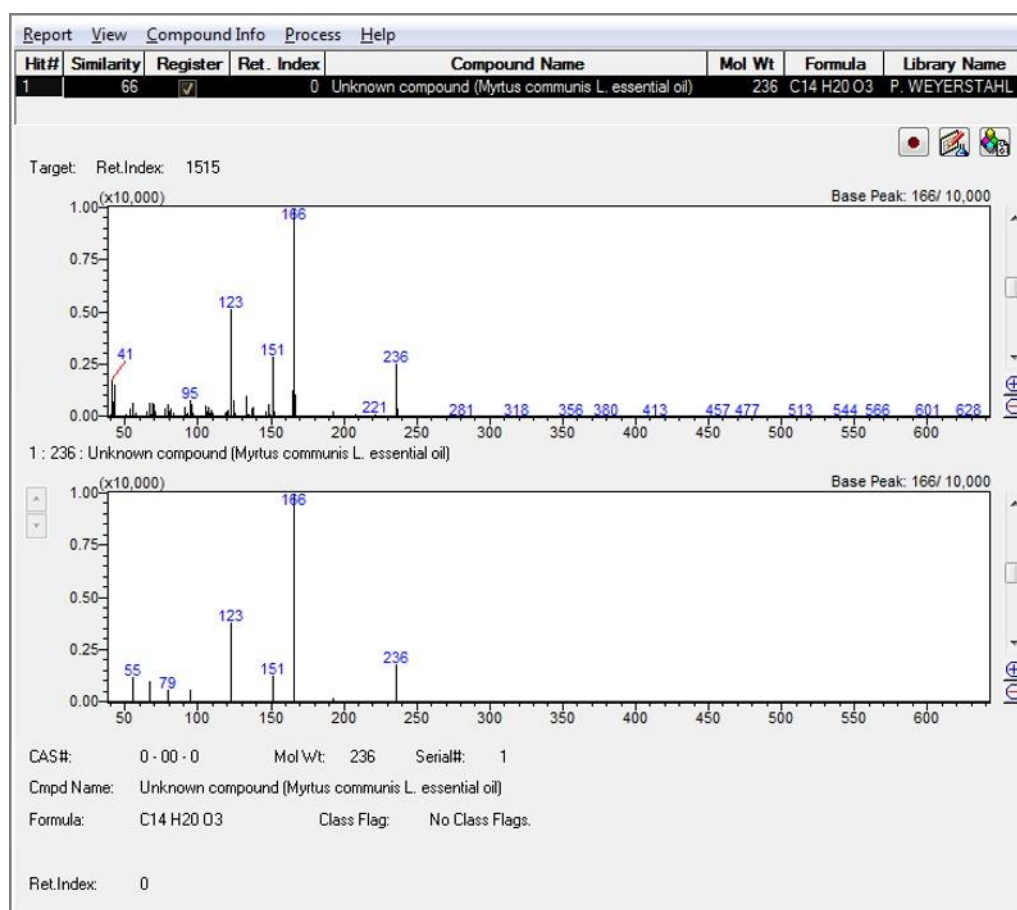 Report View Compound Info Process Help
Hit# Similarity Register Ret. Index Compound Name Mol Wt Formula Library Name
1 66 0 Unknown compound (Myrtus communis L. essential oil) 236 C14 H20 O3 P. WEYERSTAHL
Target: Ret.Index: 1515
(x10,000) Base Peak: 166/ 10,000
1.00
166
0.75
0.50
123
151
236
41
0.25
95
221 281 318 356 380 413 457 477 513 544 566 601 628
0.00
50 100 150 200 250 300 350 400 450 500 550 600
1 : 236 : Unknown compound (Myrtus communis L. essential oil)
(x10,000) Base Peak: 166/ 10,000
1.00
166
0.75
0.50
123
0.25
236
55 79 151
0.00
50 100 150 200 250 300 350 400 450 500 550 600
CAS#: 0 - 00 - 0 Mol Wt: 236 Serial#: 1
Cmpd Name: Unknown compound (Myrtus communis L. essential oil)
Formula: C14 H20 O3 Class Flag: No Class Flags.
Ret.Index: 0